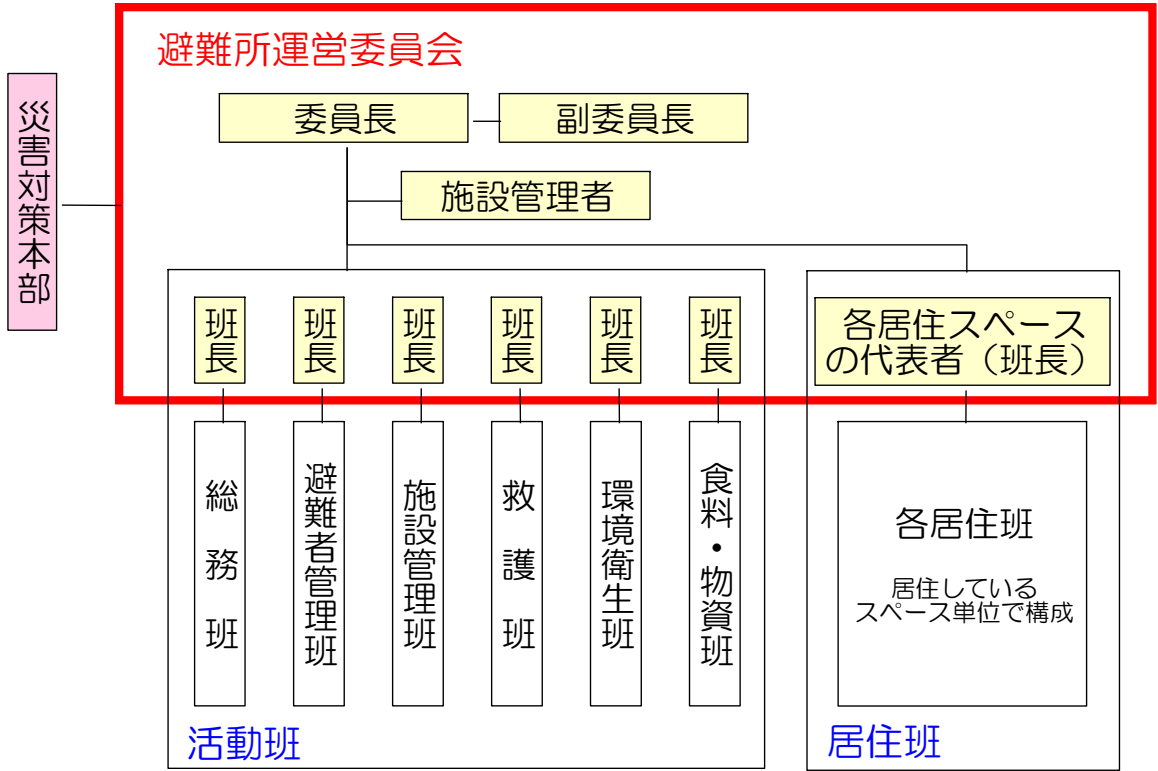 避難所運営委員会
災害対策本部
委員長
副委員長
施設管理者
班長
班長
班長
班長
班長
班長
各居住スペース
の代表者（班長）
総務班
避難者管理班
施設管理班
救護班
環境衛生班
食料・物資班
各居住班
居住している
スペース単位で構成
活動班
居住班